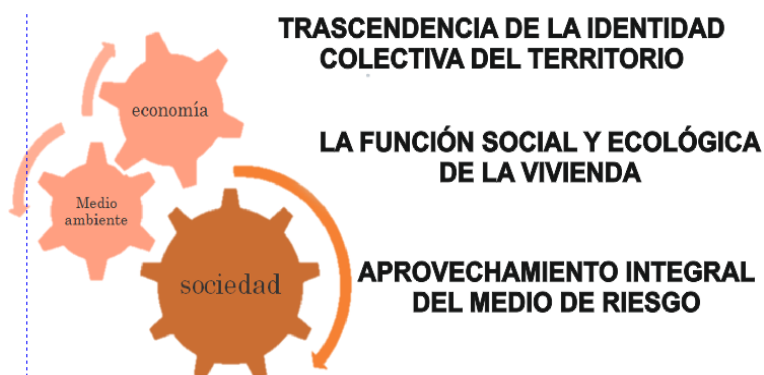 TRASCENDENCIA DE LA IDENTIDAD
COLECTIVA DEL TERRITORIO
economía
LA FUNCIÓN SOCIAL Y ECOLÓGICA
DE LA VIVIENDA
Medio
ambiente
sociedad
APROVECHAMIENTO INTEGRAL
DEL MEDIO DE RIESGO